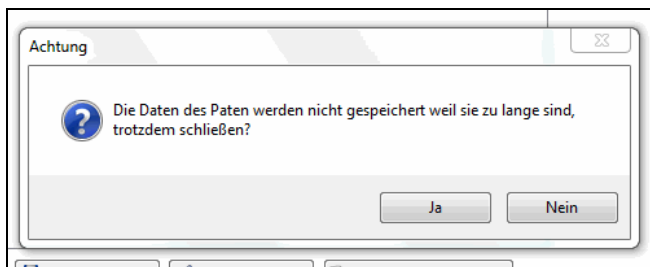 Achtung
Die Daten des Paten werden nicht gespeichert weil sie zu lange sind,
trotzdem schließen?
Ja
Nein